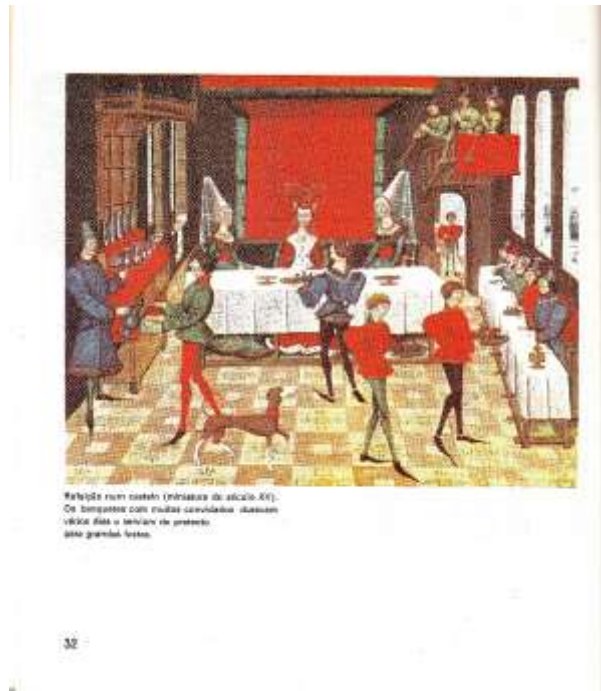 Refeição num castelo (miniatura do século XV).
Os banquetes com muitos convidados duravam
vários dias e serviam de pretexto
para grandes festas.
32